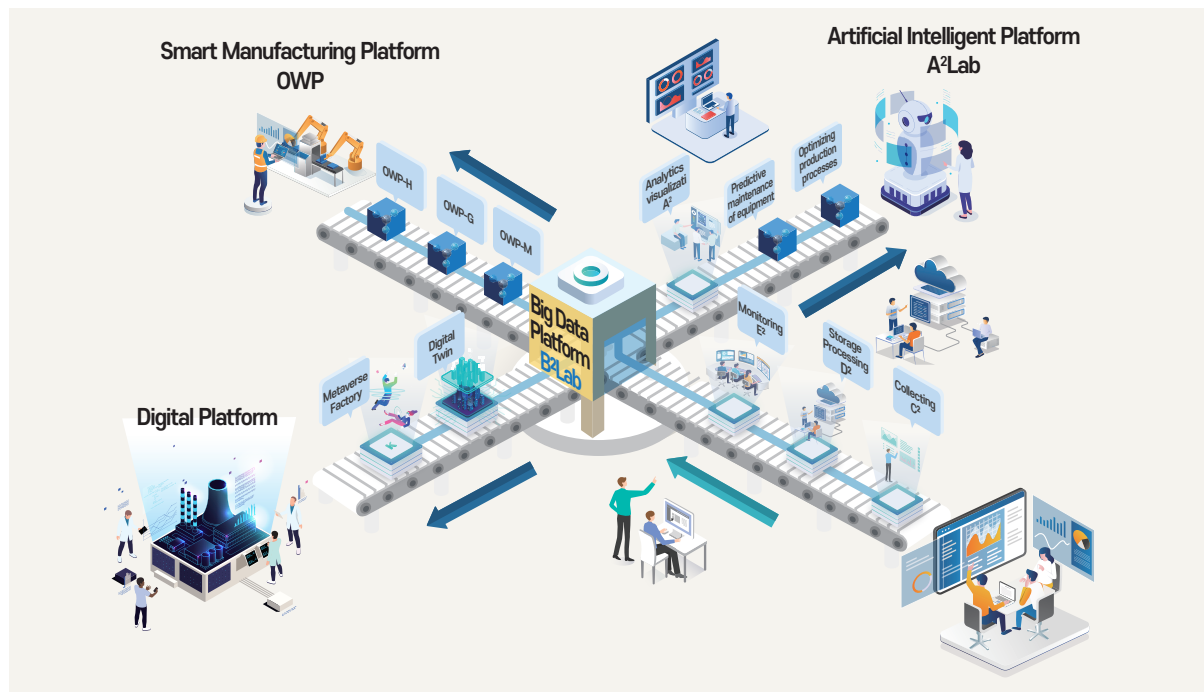 Smart Manufacturing Platform
OWP
Artificial Intelligent Platform
A²Lab
OWP-H
OWP-G
OWP-M
Analytics
visualizati
A²
Predictive
maintenance
of equipment
Optimizing
production
processes
Big Data
Platform
B²Lab
Monitoring
E²
Storage
Processing
D²
Collecting
C²
Digital
Twin
Metaverse
Factory
Digital Platform